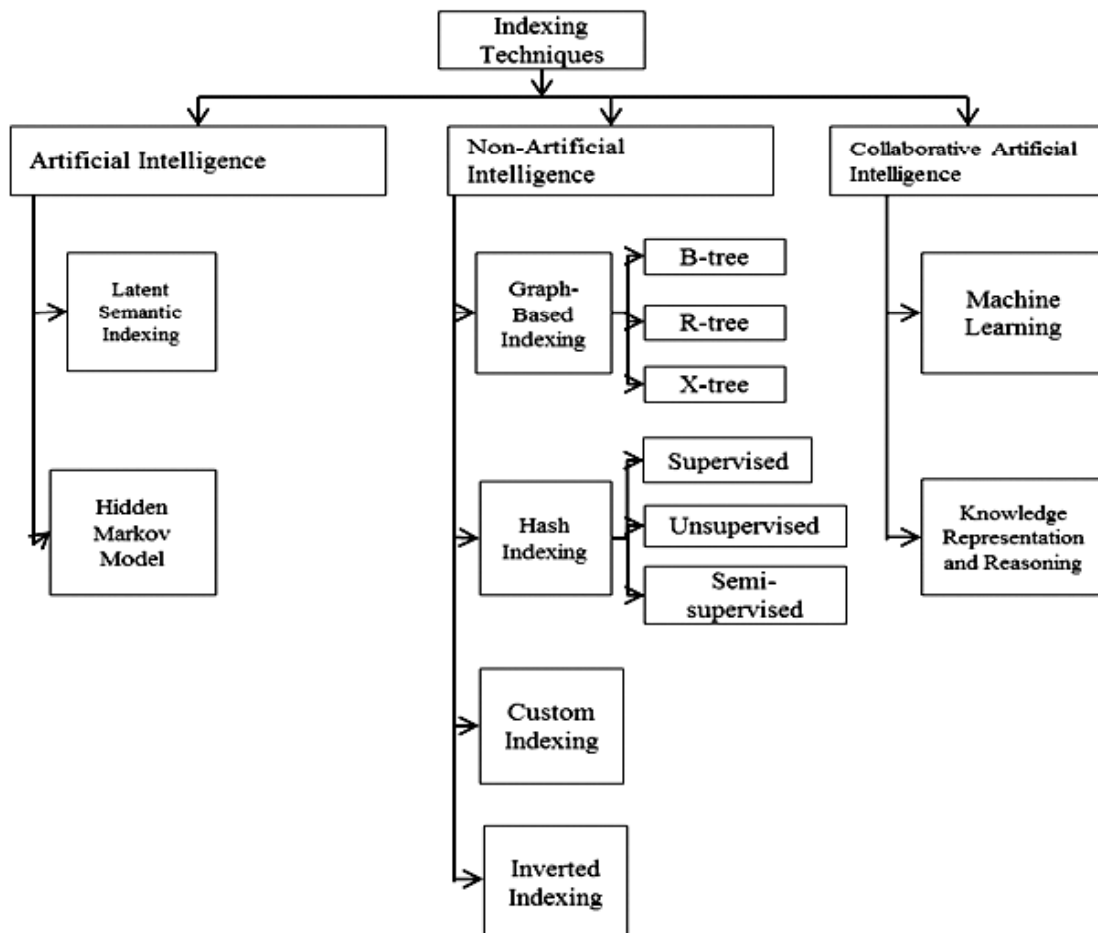 Indexing
Techniques
Artificial Intelligence
Non-Artificial
Intelligence
Collaborative Artificial
Intelligence
Latent
Semantic
Indexing
Hidden
Markov
Model
Graph-
Based
Indexing
B-tree
R-tree
X-tree
Hash
Indexing
Supervised
Unsupervised
Semi-
supervised
Custom
Indexing
Inverted
Indexing
Machine
Learning
Knowledge
Representation
and Reasoning